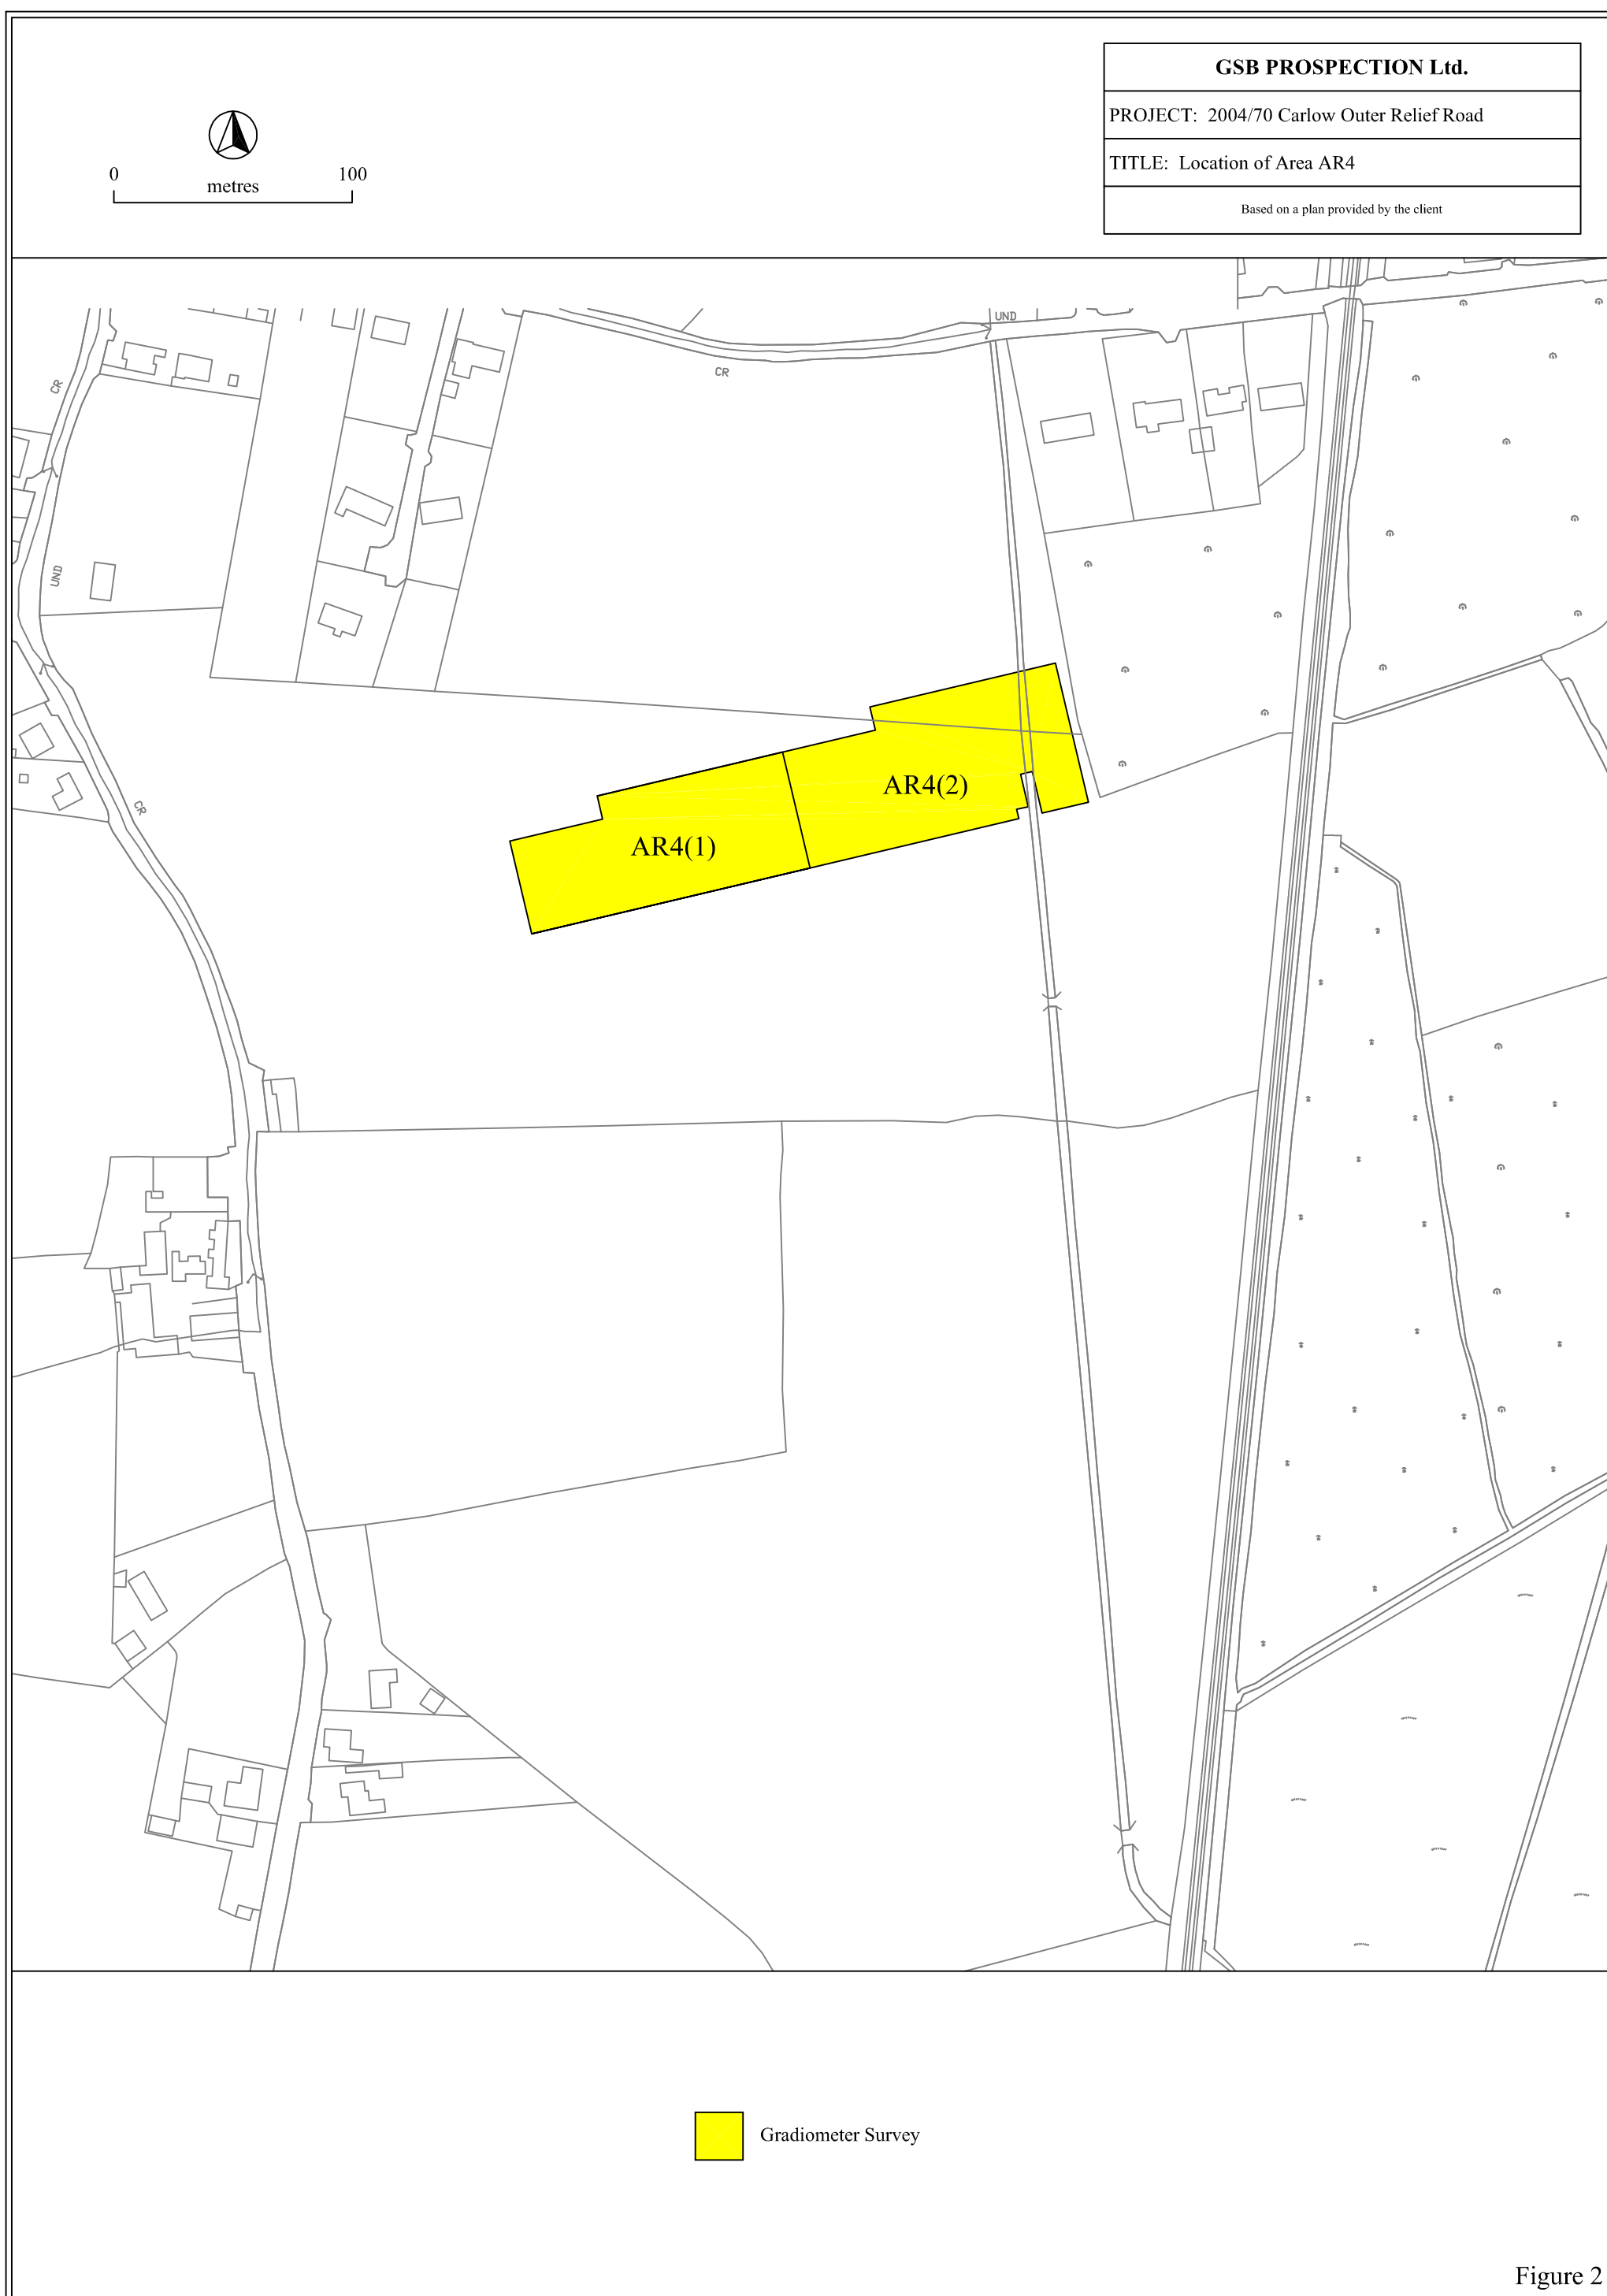 GSB PROSPECTION Ltd.
PROJECT: 2004/70 Carlow Outer Relief Road
TITLE: Location of Area AR4
Based on a plan provided by the client
0
100
metres
UND
CR
CR
UND
CR
AR4(2)
AR4(1)
Gradiometer Survey
Figure 2